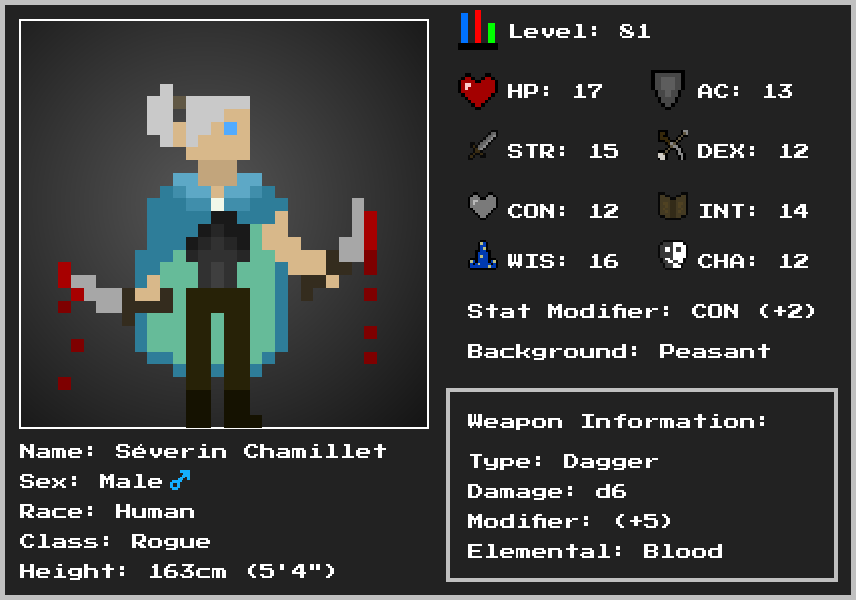 Level: 81
HP: 17
AC: 13
STR: 15
DEX: 12
CON: 12
INT: 14
WIS: 16
CHA: 12
Stat Modifier: CON (+2)
Background: Peasant
Name: Séverin Chamillet
Sex: Male ♂
Race: Human
Class: Rogue
Height: 163cm (5'4")
Weapon Information:
Type: Dagger
Damage: d6
Modifier: (+5)
Elemental: Blood